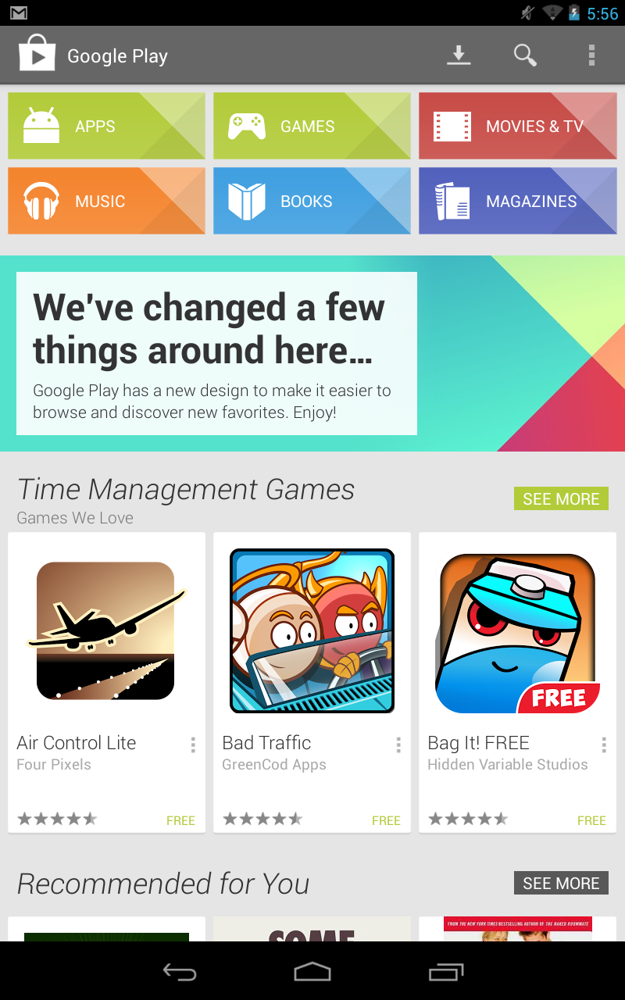 5:56
Google Play
APPS
GAMES
MOVIES & TV
MUSIC
BOOKS
MAGAZINES
We've changed a few
things around here...
Google Play has a new design to make it easier to
browse and discover new favorites. Enjoy!
Time Management Games
SEE MORE
Games We Love
FREE
Air Control Lite
Bad Traffic
Bag It! FREE
Four Pixels
GreenCod Apps
Hidden Variable Studios
FREE
FREE
FREE
Recommended for You
SEE MORE
SOME
FROM THE NEW YORK TIMES BESTSELLING AUTHOR OF THE NAKED ROOMMATE